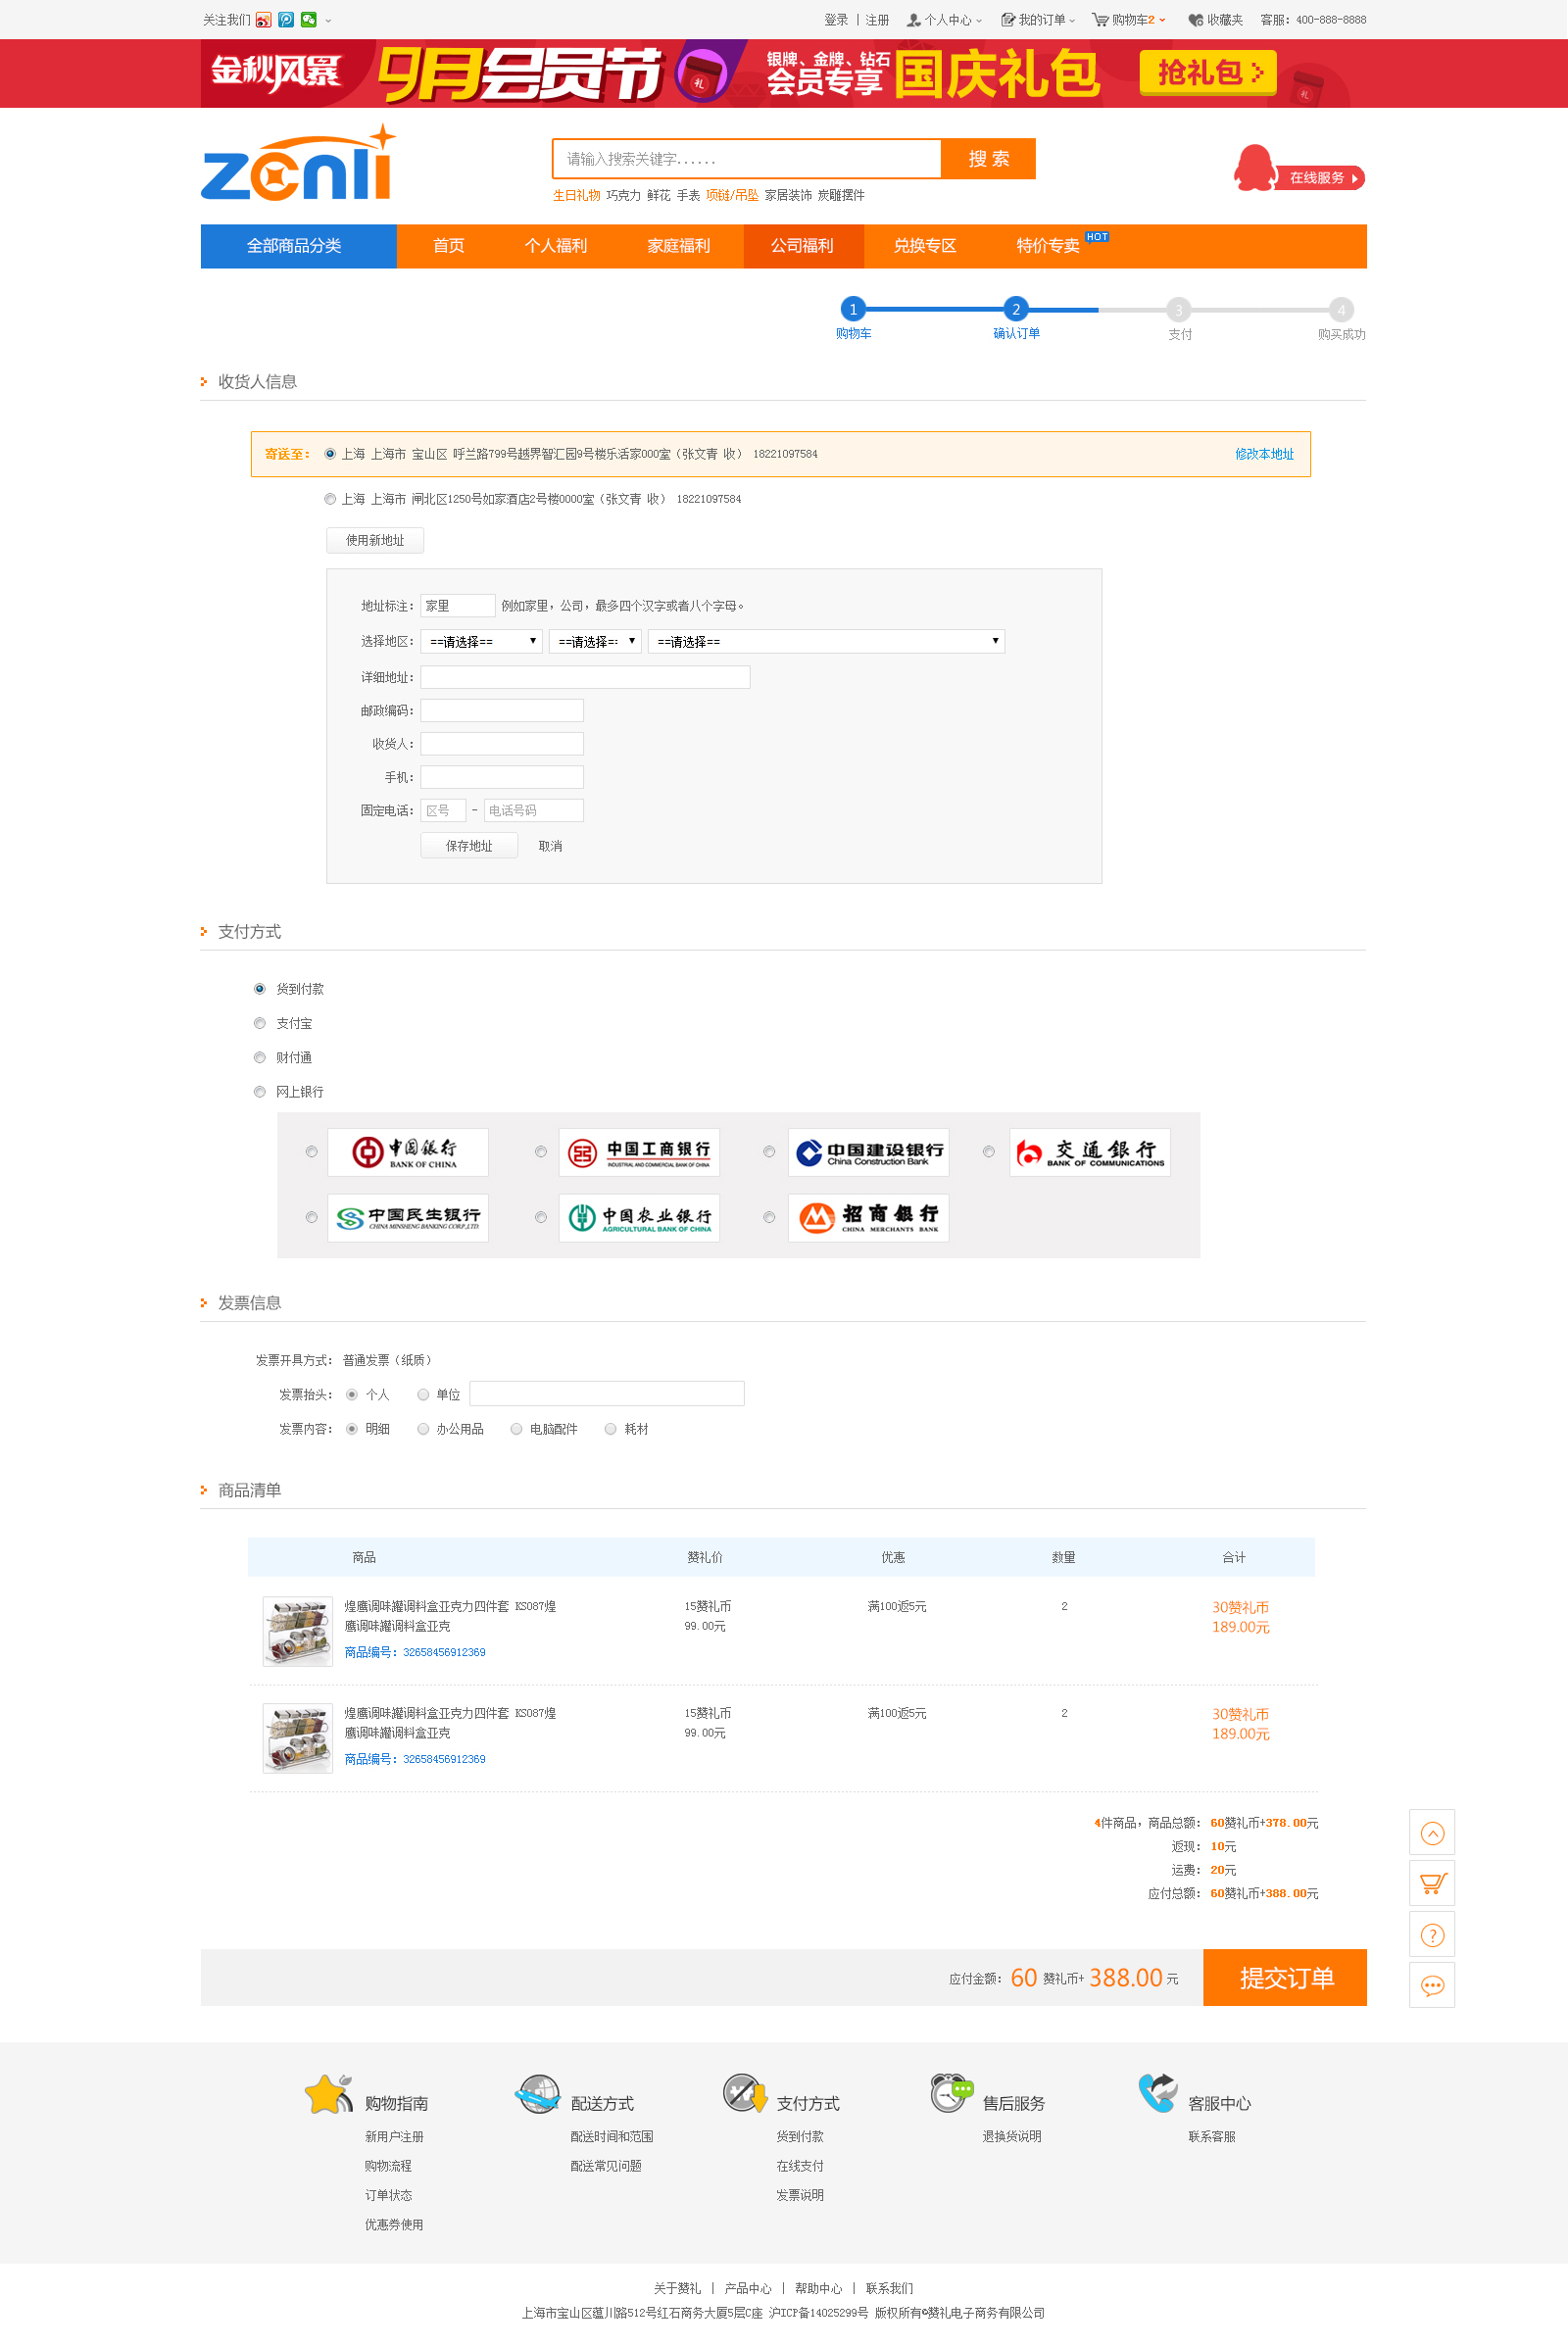 关注我们
登录 | 注册 个人中心 我的订单 购物车2 收藏夹 客服：400-888-8888
金秋风暴 9月会员节 礼 银牌、金牌、钻石 会员专享 国庆礼包 抢礼包 礼
zenli
请输入搜索关键字...... 搜 索
在线服务
生日礼物 巧克力 鲜花 手表 项链/吊坠 家居装饰 炭雕摆件
全部商品分类 首页 个人福利 家庭福利 公司福利 兑换专区 特价专卖 HOT
1 2 3 4
购物车 确认订单 支付 购买成功
收货人信息
寄送至： 上海 上海市 宝山区 呼兰路799号越界智汇园9号楼乐活家000室（张文青 收） 18221097584 修改本地址
上海 上海市 闸北区1250号如家酒店2号楼0000室（张文青 收） 18221097584
使用新地址
地址标注： 家里 例如家里，公司，最多四个汉字或者八个字母。
选择地区： ==请选择== ==请选择== ==请选择==
详细地址：
邮政编码：
收货人：
手机：
固定电话： 区号 - 电话号码
保存地址 取消
支付方式
货到付款
支付宝
财付通
网上银行
中国银行 BANK OF CHINA
中国工商银行 INDUSTRIAL AND COMMERCIAL BANK OF CHINA
中国建设银行 China Construction Bank
交通銀行 BANK OF COMMUNICATIONS
中国民生银行 CHINA MINSHENG BANKING CORP.,LTD.
中国农业银行 AGRICULTURAL BANK OF CHINA
招商银行 CHINA MERCHANTS BANK
发票信息
发票开具方式： 普通发票（纸质）
发票抬头： 个人 单位
发票内容： 明细 办公用品 电脑配件 耗材
商品清单
商品 赞礼价 优惠 数量 合计
煌鹰调味罐调料盒亚克力四件套 KS087煌 15赞礼币 满100返5元 2 30赞礼币
鹰调味罐调料盒亚克 99.00元 189.00元
商品编号：32658456912369
煌鹰调味罐调料盒亚克力四件套 KS087煌 15赞礼币 满100返5元 2 30赞礼币
鹰调味罐调料盒亚克 99.00元 189.00元
商品编号：32658456912369
4件商品，商品总额： 60赞礼币+378.00元
返现： 10元
运费： 20元
应付总额： 60赞礼币+388.00元
应付金额： 60 赞礼币+ 388.00 元 提交订单
购物指南 配送方式 支付方式 售后服务 客服中心
新用户注册 配送时间和范围 货到付款 退换货说明 联系客服
购物流程 配送常见问题 在线支付
订单状态 发票说明
优惠券使用
关于赞礼 | 产品中心 | 帮助中心 | 联系我们
上海市宝山区蕰川路512号红石商务大厦5层C座 沪ICP备14025299号 版权所有©赞礼电子商务有限公司